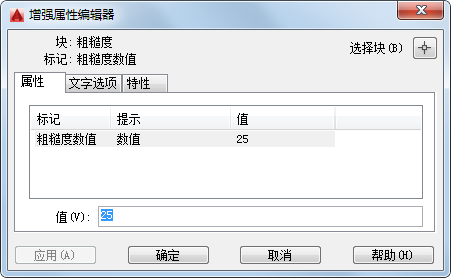 增强属性编辑器
块: 粗糙度
标记: 粗糙度数值
选择块(B)
属性 文字选项 特性
标记 提示 值
粗糙度数值 数值 25
值(V): 25
应用(A) 确定 取消 帮助(H)